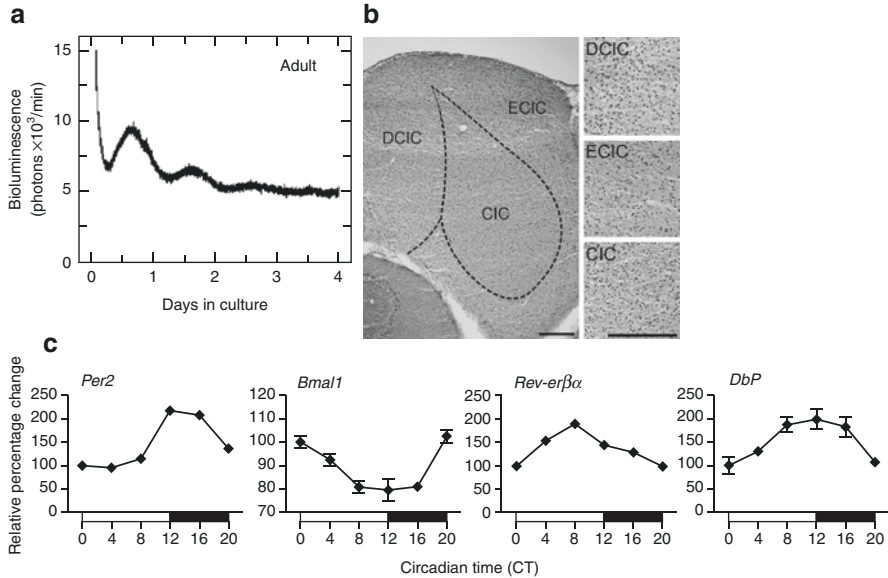 a
15
10
5
0
Bioluminescence
(photons ×10³/min)
Adult
0 1 2 3 4
Days in culture
b
DCIC
ECIC
CIC
DCIC
ECIC
CIC
c
Relative percentage change
Per2
250
200
150
100
50
0
0 4 8 12 16 20
Bmal1
120
110
100
90
80
70
0 4 8 12 16 20
Rev-erβα
250
200
150
100
50
0
0 4 8 12 16 20
DbP
250
200
150
100
50
0
0 4 8 12 16 20
Circadian time (CT)